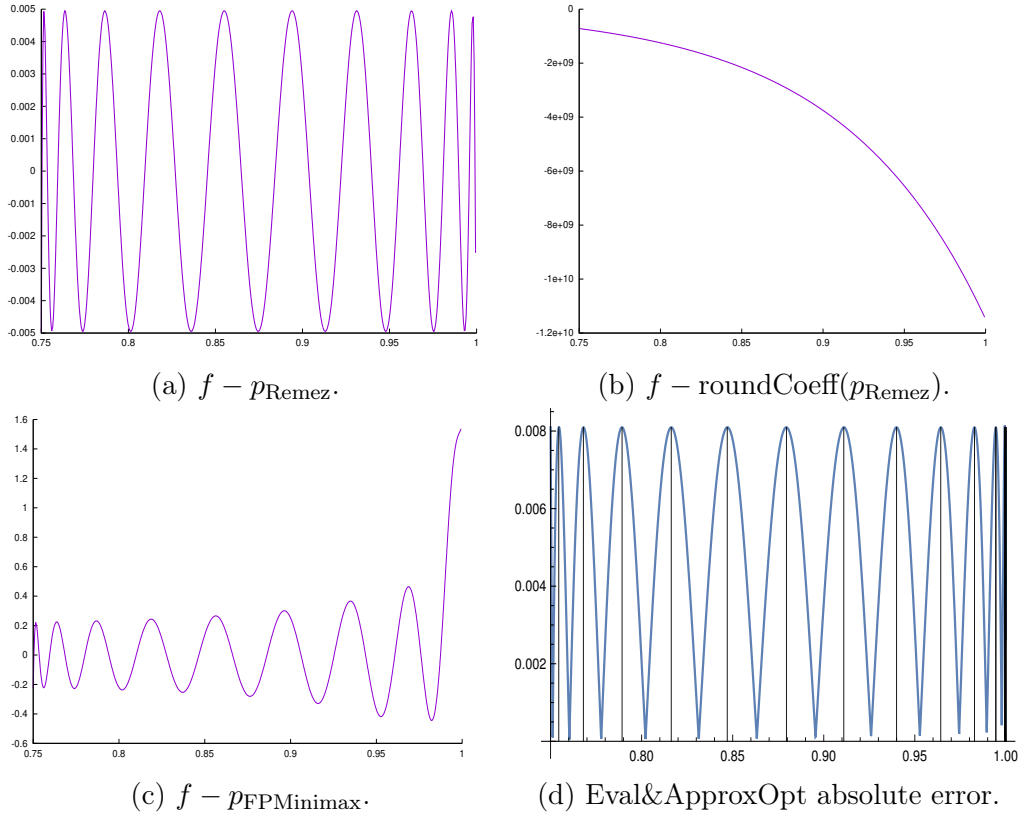 0.005
0.004
0.003
0.002
0.001
0
-0.001
-0.002
-0.003
-0.004
-0.005
0.75 0.8 0.85 0.9 0.95 1
(a) f − pRemez.
0
-2e+09
-4e+09
-6e+09
-8e+09
-1e+10
-1.2e+10
0.75 0.8 0.85 0.9 0.95 1
(b) f − roundCoeff(pRemez).
1.6
1.4
1.2
1
0.8
0.6
0.4
0.2
0
-0.2
-0.4
-0.6
0.75 0.8 0.85 0.9 0.95 1
(c) f − pFPMinimax.
0.008
0.006
0.004
0.002
0.80 0.85 0.90 0.95 1.00
(d) Eval&ApproxOpt absolute error.